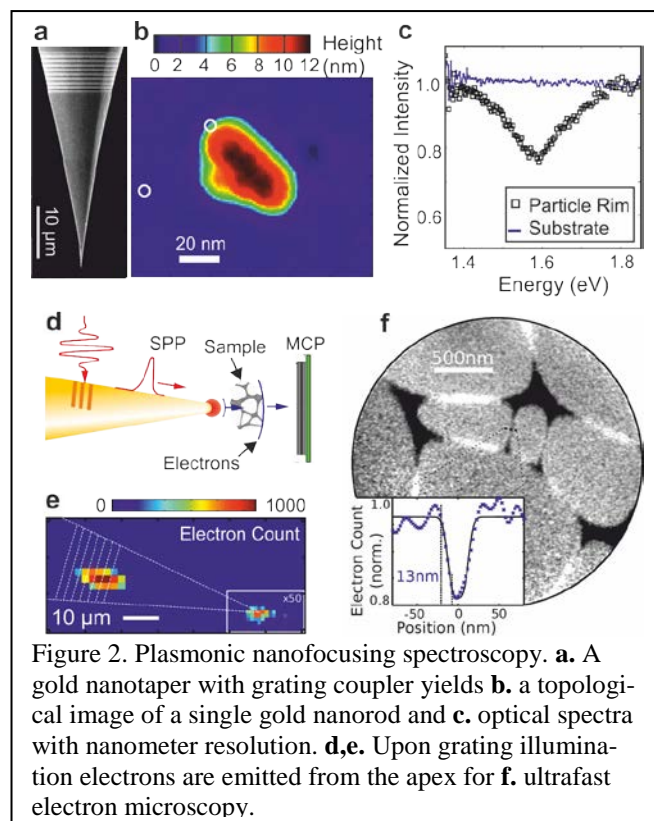 a
10 µm
b
Height
0 2 4 6 8 10 12 (nm)
20 nm
c
Normalized Intensity
1.0
0.8
0.6
Particle Rim
Substrate
1.4 1.6 1.8
Energy (eV)
d
SPP
Sample
MCP
Electrons
e
0 1000
Electron Count
x50
10 µm
f
500nm
Electron Count
(norm.)
1.0
0.8
13nm
-50 0 50
Position (nm)
Figure 2. Plasmonic nanofocusing spectroscopy. a. A
gold nanotaper with grating coupler yields b. a topologi-
cal image of a single gold nanorod and c. optical spectra
with nanometer resolution. d,e. Upon grating illumina-
tion electrons are emitted from the apex for f. ultrafast
electron microscopy.